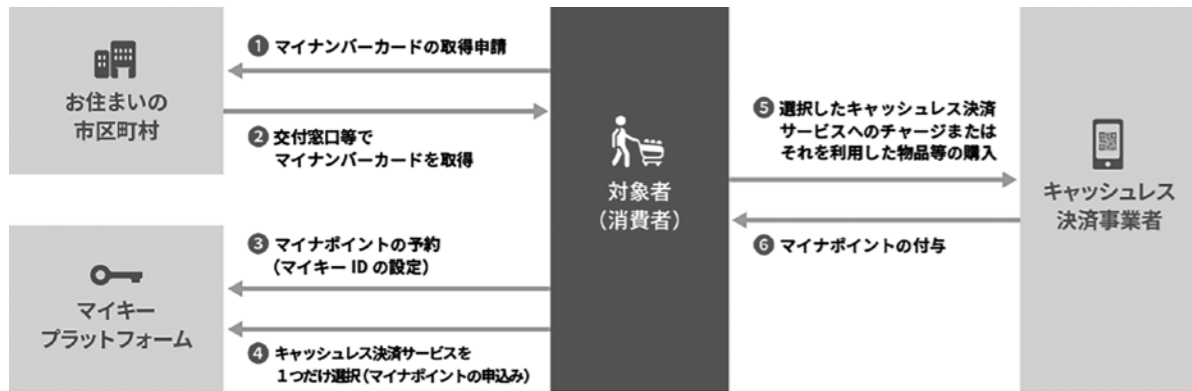 お住まいの
市区町村
❶ マイナンバーカードの取得申請
❷ 交付窓口等で
マイナンバーカードを取得
マイキー
プラットフォーム
❸ マイナポイントの予約
(マイキー ID の設定)
❹ キャッシュレス決済サービスを
1つだけ選択(マイナポイントの申込み)
対象者
(消費者)
❺ 選択したキャッシュレス決済
サービスへのチャージまたは
それを利用した物品等の購入
❻ マイナポイントの付与
キャッシュレス
決済事業者